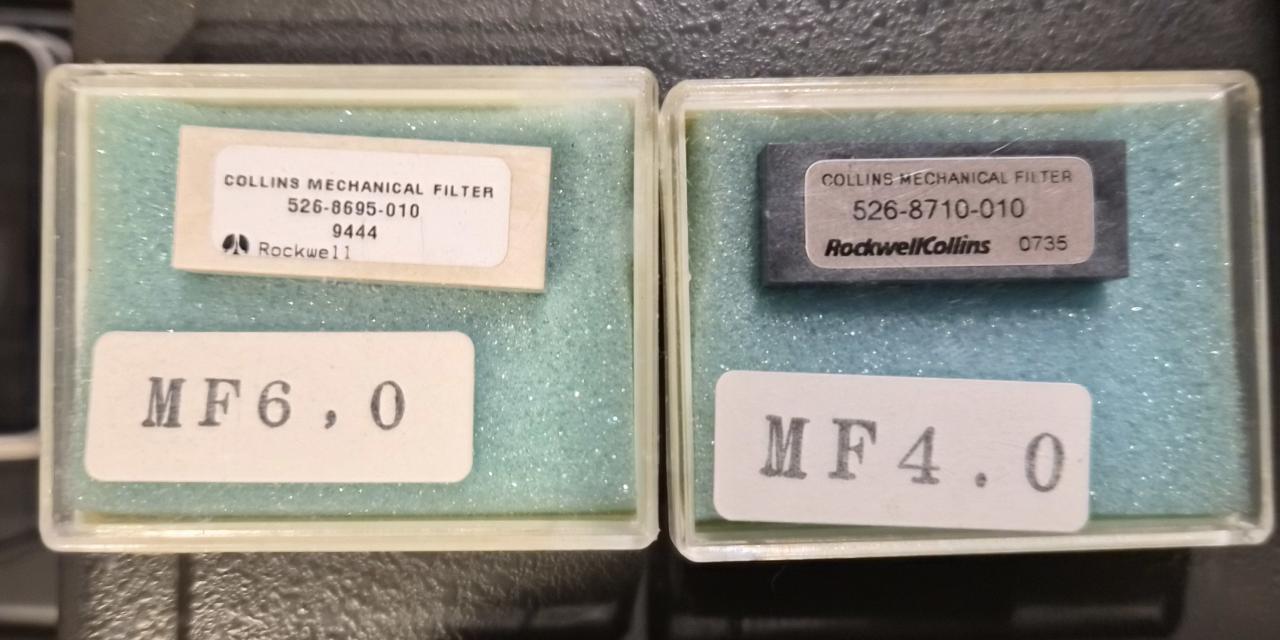 COLLINS MECHANICAL FILTER
526-8695-010
9444
Rockwell
MF6,0
COLLINS MECHANICAL FILTER
526-8710-010
RockwellCollins 0735
MF4.0